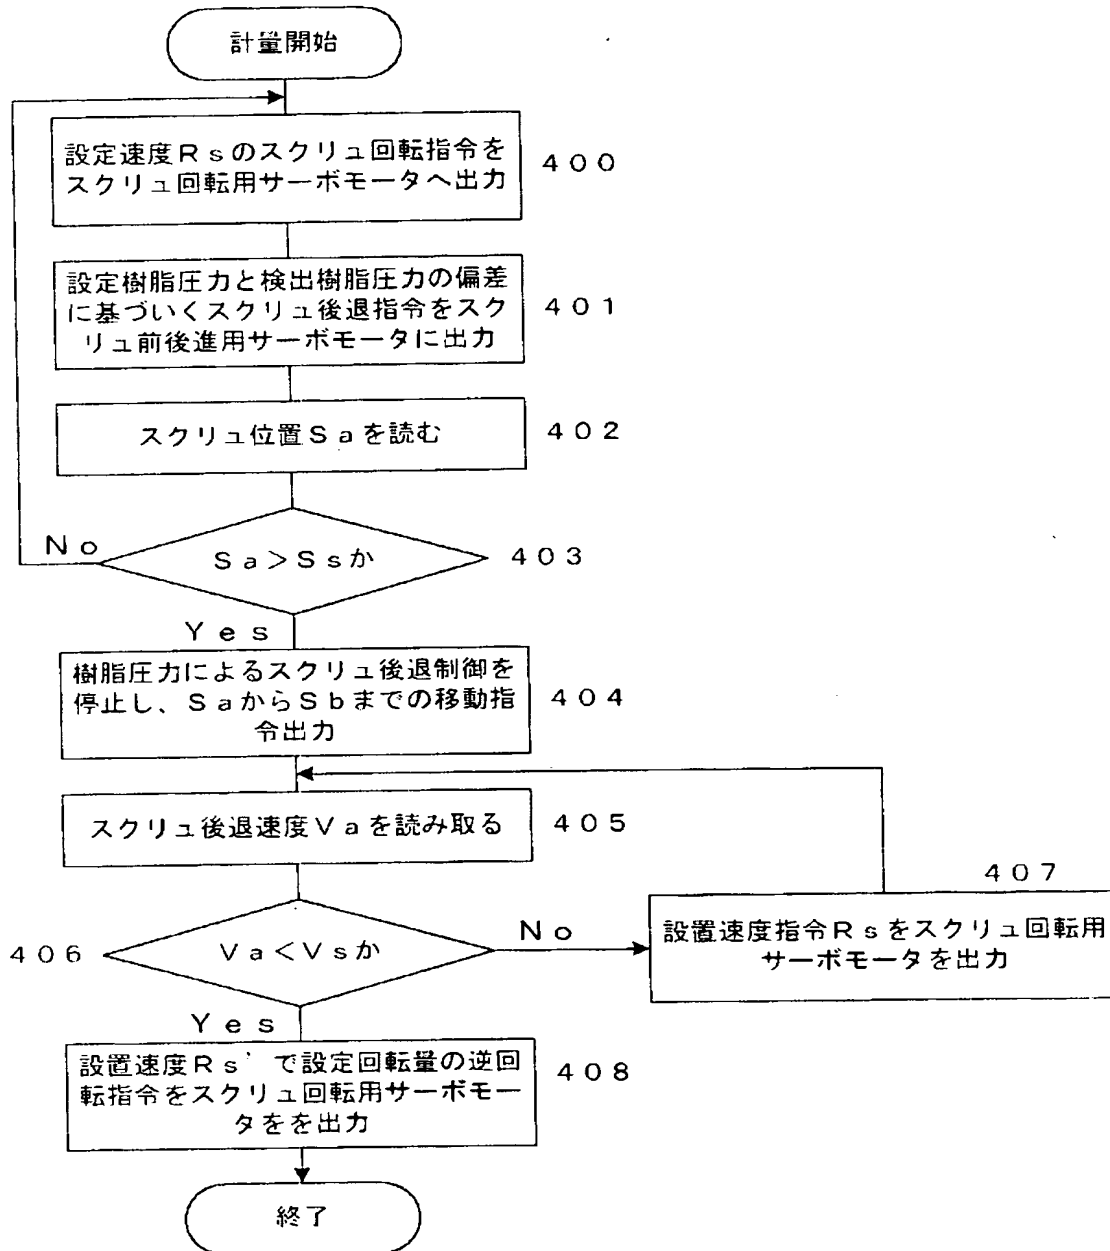 計量開始
設定速度Rsのスクリュ回転指令を
スクリュ回転用サーボモータへ出力
400
設定樹脂圧力と検出樹脂圧力の偏差
に基づいくスクリュ後退指令をスク
リュ前後進用サーボモータに出力
401
スクリュ位置Saを読む
402
No
Sa>Ssか
403
Yes
樹脂圧力によるスクリュ後退制御を
停止し、SaからSbまでの移動指
令出力
404
スクリュ後退速度Vaを読み取る
405
407
406
Va<Vsか
No
設置速度指令Rsをスクリュ回転用
サーボモータを出力
Yes
設置速度Rs'で設定回転量の逆回
転指令をスクリュ回転用サーボモー
タをを出力
408
終了